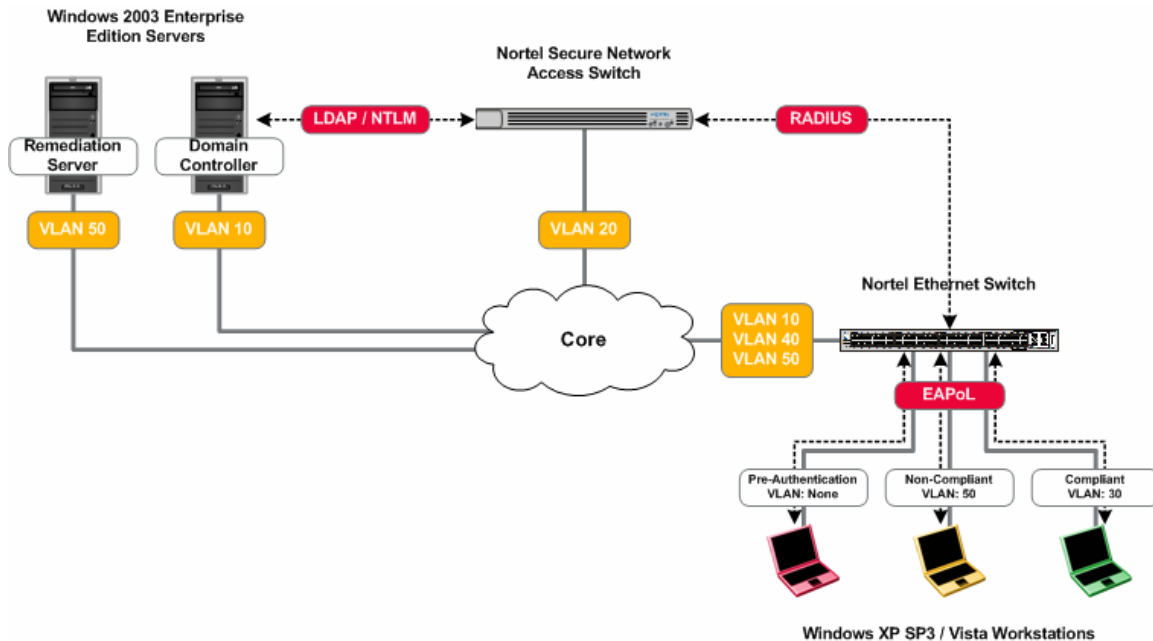 Windows 2003 Enterprise
Edition Servers
Nortel Secure Network
Access Switch
LDAP / NTLM
RADIUS
Remediation
Server
Domain
Controller
VLAN 50
VLAN 10
VLAN 20
Nortel Ethernet Switch
Core
VLAN 10
VLAN 40
VLAN 50
EAPoL
Pre-Authentication
VLAN: None
Non-Compliant
VLAN: 50
Compliant
VLAN: 30
Windows XP SP3 / Vista Workstations